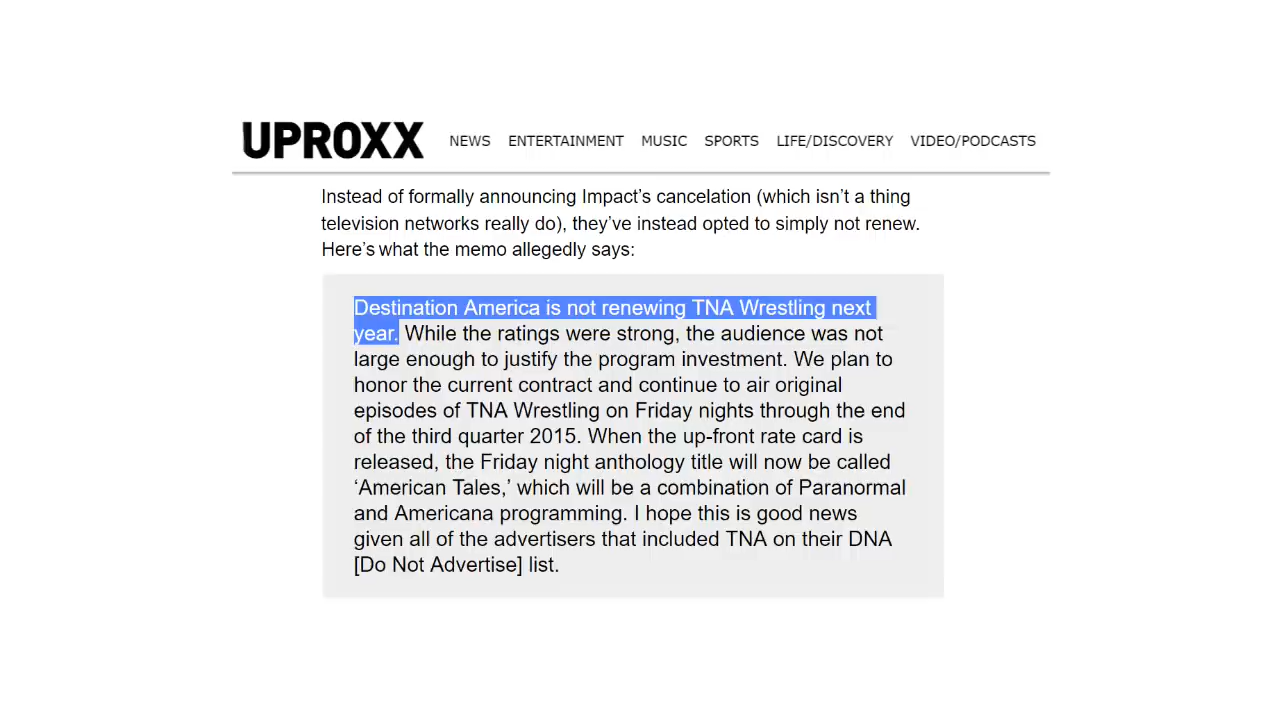 UPROXX NEWS ENTERTAINMENT MUSIC SPORTS LIFE/DISCOVERY VIDEO/PODCASTS
Instead of formally announcing Impact’s cancelation (which isn’t a thing
television networks really do), they’ve instead opted to simply not renew.
Here’s what the memo allegedly says:
Destination America is not renewing TNA Wrestling next
year. While the ratings were strong, the audience was not
large enough to justify the program investment. We plan to
honor the current contract and continue to air original
episodes of TNA Wrestling on Friday nights through the end
of the third quarter 2015. When the up-front rate card is
released, the Friday night anthology title will now be called
‘American Tales,’ which will be a combination of Paranormal
and Americana programming. I hope this is good news
given all of the advertisers that included TNA on their DNA
[Do Not Advertise] list.